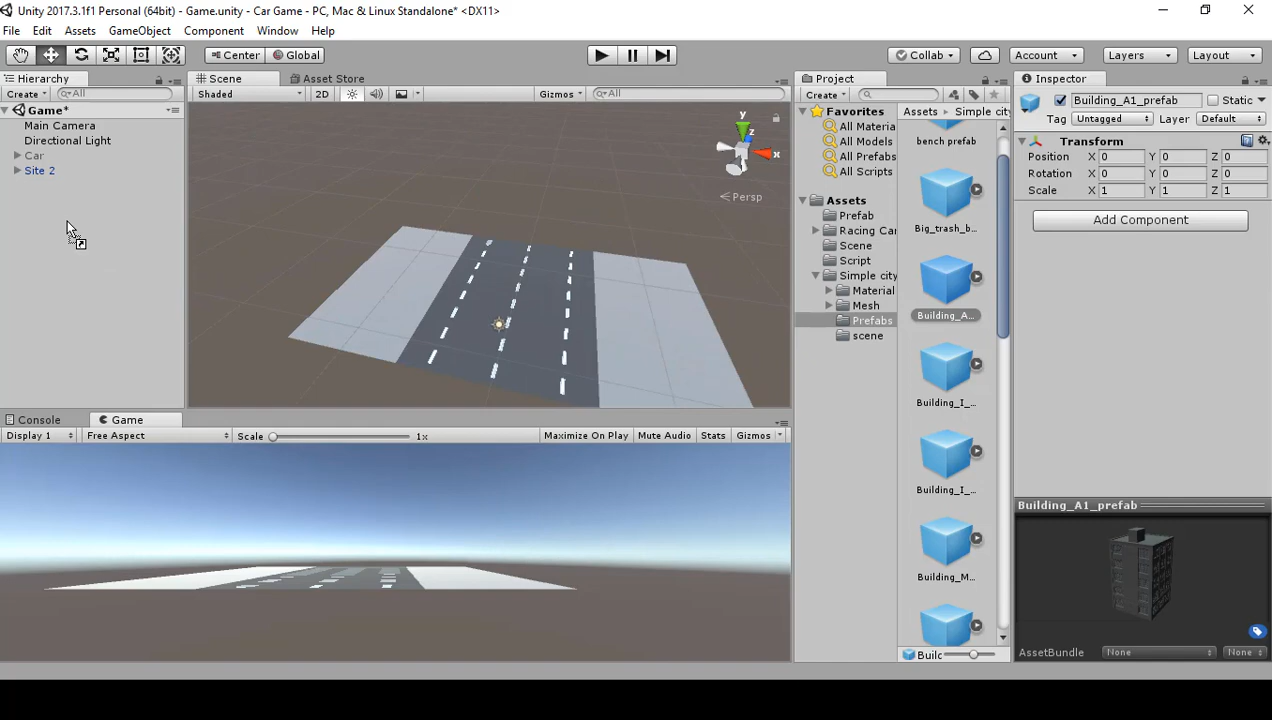 Unity 2017.3.1f1 Personal (64bit) - Game.unity - Car Game - PC, Mac & Linux Standalone* <DX11>
File Edit Assets GameObject Component Window Help
Center Global Collab Account Layers Layout
Hierarchy Scene Asset Store Project Inspector
Create All Shaded 2D Gizmos All Create
Game*
Main Camera
Directional Light
Car
Site 2
y
z
x
Persp
Favorites
All Materia
All Models
All Prefabs
All Scripts
Assets
Prefab
Racing Car
Scene
Script
Simple city
Material
Mesh
Prefabs
scene
Assets Simple city
bench prefab
Big_trash_b...
Building_A...
Building_I_...
Building_I_...
Building_M...
Building_A1_prefab Static
Tag Untagged Layer Default
Transform
Position X 0 Y 0 Z 0
Rotation X 0 Y 0 Z 0
Scale X 1 Y 1 Z 1
Add Component
Console Game
Display 1 Free Aspect Scale 1x Maximize On Play Mute Audio Stats Gizmos
Building_A1_prefab
AssetBundle None None